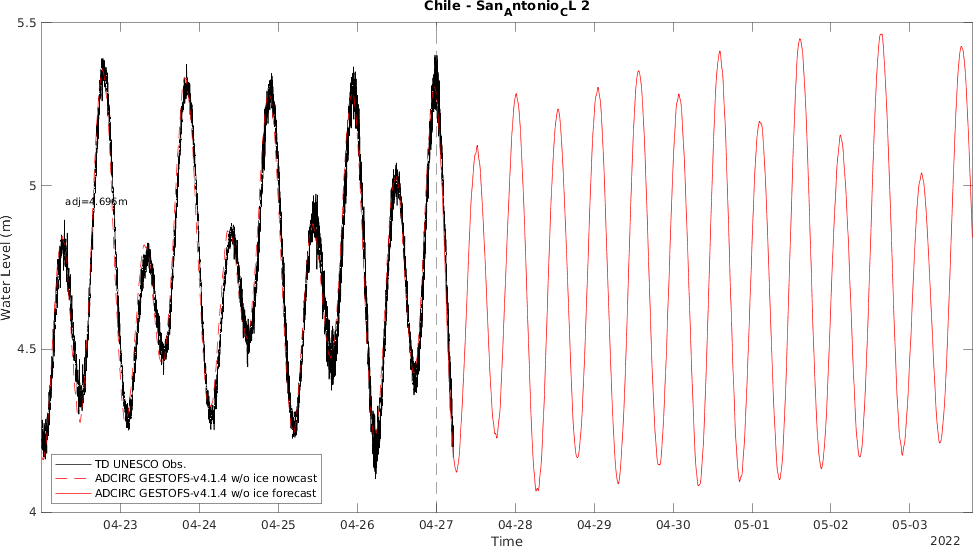 Chile - SanAntonioCL 2
5.5
5
4.5
4
Water Level (m)
adj=4.696m
TD UNESCO Obs.
ADCIRC GESTOFS-v4.1.4 w/o ice nowcast
ADCIRC GESTOFS-v4.1.4 w/o ice forecast
04-23 04-24 04-25 04-26 04-27 04-28 04-29 04-30 05-01 05-02 05-03
Time
2022